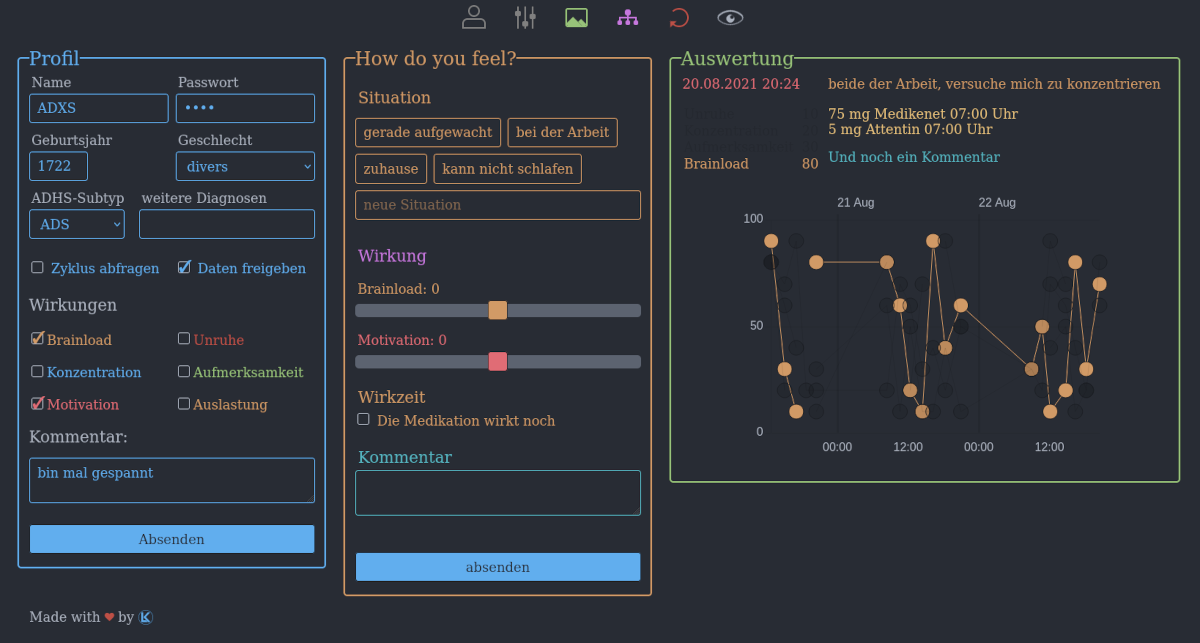 Profil
Name Passwort
ADXS ••••
Geburtsjahr Geschlecht
1722 divers
ADHS-Subtyp weitere Diagnosen
ADS
Zyklus abfragen Daten freigeben
Wirkungen
Brainload Unruhe
Konzentration Aufmerksamkeit
Motivation Auslastung
Kommentar:
bin mal gespannt
Absenden
How do you feel?
Situation
gerade aufgewacht bei der Arbeit
zuhause kann nicht schlafen
neue Situation
Wirkung
Brainload: 0
Motivation: 0
Wirkzeit
Die Medikation wirkt noch
Kommentar
absenden
Auswertung
20.08.2021 20:24 beide der Arbeit, versuche mich zu konzentrieren
75 mg Medikenet 07:00 Uhr
5 mg Attentin 07:00 Uhr
Brainload 80
Und noch ein Kommentar
21 Aug 22 Aug
100
50
0
00:00 12:00 00:00 12:00
Made with by K